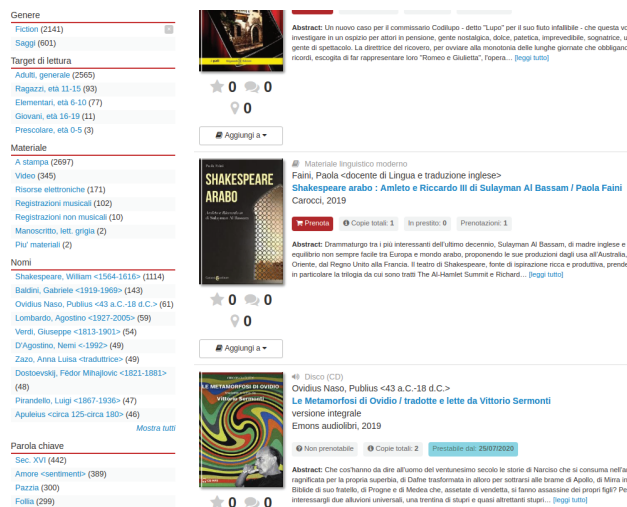 Genere
Fiction (2141)
Saggi (601)
Target di lettura
Adulti, generale (2565)
Ragazzi, età 11-15 (93)
Elementari, età 6-10 (77)
Giovani, età 16-19 (11)
Prescolare, età 0-5 (3)
Materiale
A stampa (2697)
Video (345)
Risorse elettroniche (171)
Registrazioni musicali (102)
Registrazioni non musicali (10)
Manoscritto, lett. grigia (2)
Piu' materiali (2)
Nomi
Shakespeare, William <1564-1616> (1114)
Baldini, Gabriele <1919-1969> (143)
Ovidius Naso, Publius <43 a.C.-18 d.C.> (61)
Lombardo, Agostino <1927-2005> (59)
Verdi, Giuseppe <1813-1901> (54)
D'Agostino, Nemi <-1992> (49)
Zazo, Anna Luisa <traduttrice> (49)
Dostoevskij, Fëdor Mihajlovic <1821-1881>
(48)
Pirandello, Luigi <1867-1936> (47)
Apuleius <circa 125-circa 180> (46)
Mostra tutti
Parola chiave
Sec. XVI (442)
Amore <sentimenti> (389)
Pazzia (300)
Follia (299)
Abstract: Un nuovo caso per il commissario Codilupo - detto "Lupo" per il suo fiuto infallibile - che questa vo
investigare in un ospizio per attori in pensione, gente nostalgica, dolce, patetica, imprevedibile, sognatrice, u
gente di spettacolo. La direttrice del ricovero, per ovviare alla monotonia delle lunghe giornate che obbligano
ricordi, escogita di far rappresentare loro "Romeo e Giulietta", l'opera... [leggi tutto]
0 0
0
Aggiungi a
Paola Faini
SHAKESPEARE
ARABO
Amleto e Riccardo III
di Sulayman Al Bassam
Materiale linguistico moderno
Faini, Paola <docente di Lingua e traduzione inglese>
Shakespeare arabo : Amleto e Riccardo III di Sulayman Al Bassam / Paola Faini
Carocci, 2019
Prenota
Copie totali: 1
In prestito: 0
Prenotazioni: 1
Abstract: Drammaturgo tra i più interessanti dell'ultimo decennio, Sulayman Al Bassam, di madre inglese e
equilibrio non sempre facile tra Europa e mondo arabo, proponendo le sue produzioni dagli usa all'Australia,
Oriente, dal Regno Unito alla Francia. Il teatro di Shakespeare, fonte di ispirazione ricca e produttiva, prende
in particolare la trilogia da cui sono tratti The Al-Hamlet Summit e Richard... [leggi tutto]
0 0
0
Aggiungi a
LE METAMORFOSI DI OVIDIO
Vittorio Sermonti
Disco (CD)
Ovidius Naso, Publius <43 a.C.-18 d.C.>
Le Metamorfosi di Ovidio / tradotte e lette da Vittorio Sermonti
versione integrale
Emons audiolibri, 2019
Non prenotabile
Copie totali: 2
Prestabile dal: 25/07/2020
Abstract: Che cos'hanno da dire all'uomo del ventunesimo secolo le storie di Narciso che si consuma nell'ar
ragnificata per la propria superbia, di Dafne trasformata in alloro per sottrarsi alle brame di Apollo, di Mirra in
Biblide di suo fratello, di Progne e di Medea che, assetate di vendetta, si fanno assassine dei propri figli? Pe
interessargli due alluvioni universali, una trentina di stupri e quasi altrettanti stupri... [leggi tutto]
0 0